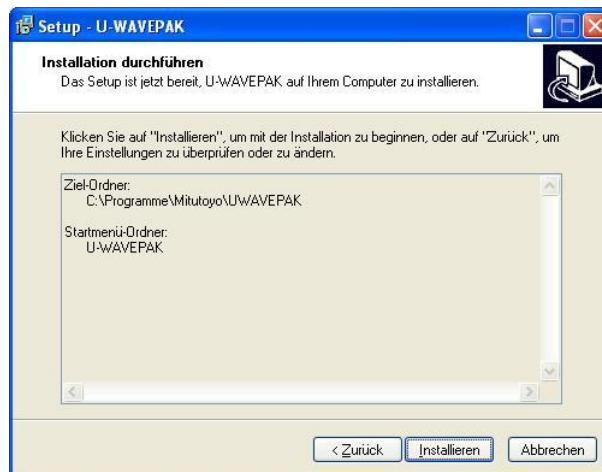 Setup - U-WAVEPAK
Installation durchführen
Das Setup ist jetzt bereit, U-WAVEPAK auf Ihrem Computer zu installieren.
Klicken Sie auf "Installieren", um mit der Installation zu beginnen, oder auf "Zurück", um
Ihre Einstellungen zu überprüfen oder zu ändern.
Ziel-Ordner:
C:\Programme\Mitutoyo\UWAVEPAK
Startmenü-Ordner:
U-WAVEPAK
< Zurück
Installieren
Abbrechen